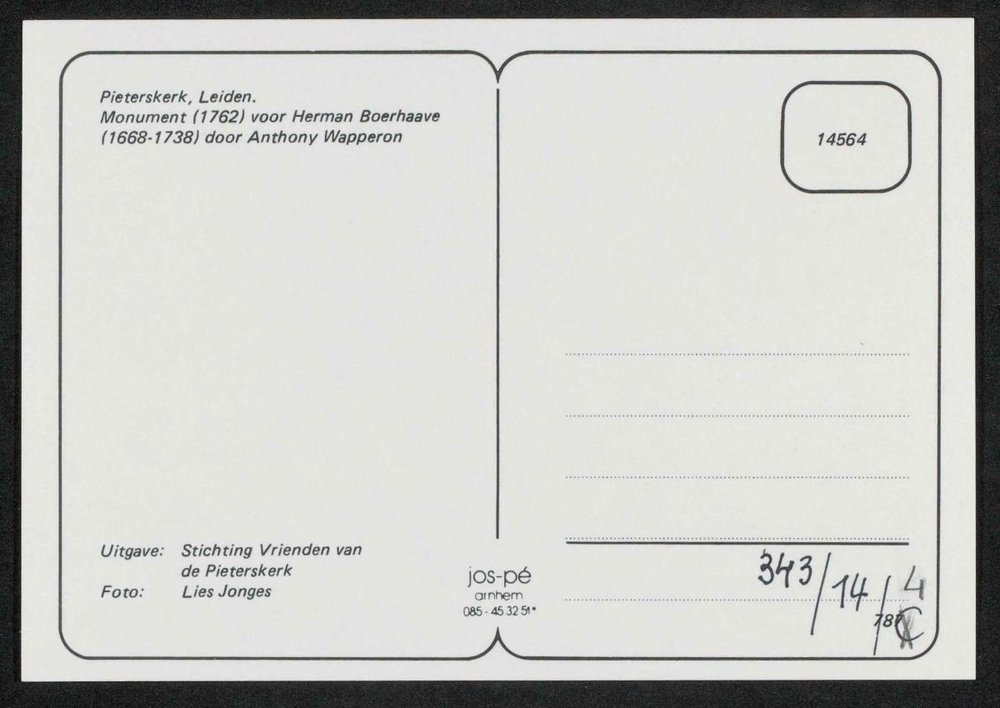 Pieterskerk, Leiden.
Monument (1762) voor Herman Boerhaave
(1668-1738) door Anthony Wapperon
14564
Uitgave: Stichting Vrienden van
de Pieterskerk
Foto: Lies Jonges
jos-pé
arnhem
085 - 45 32 51*
343/14/4
787